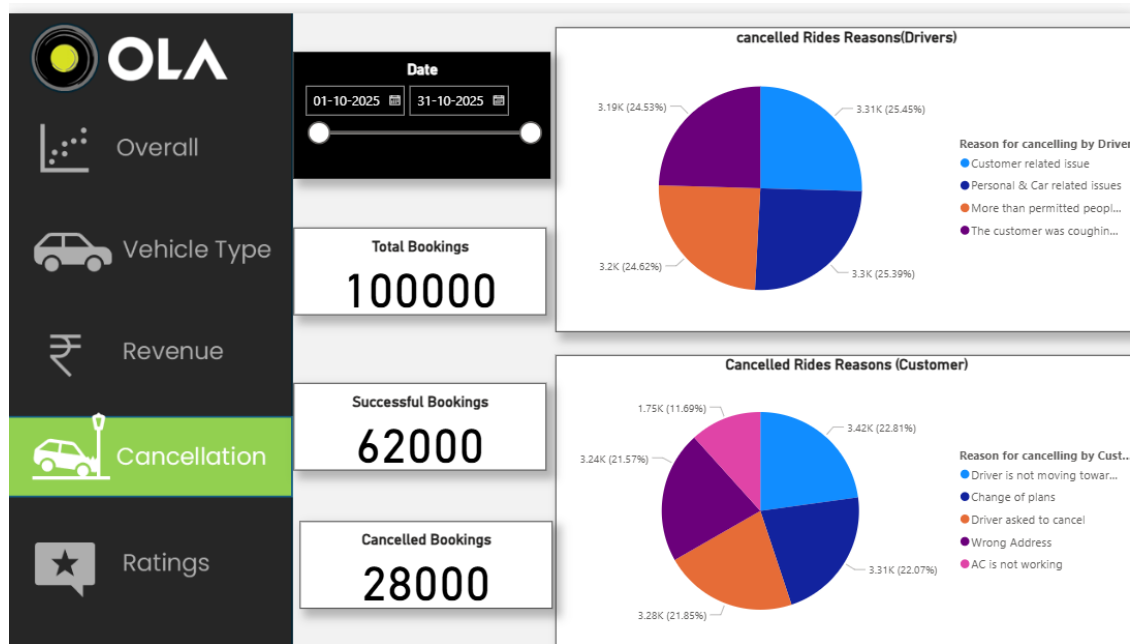 OLA
Overall
Vehicle Type
Revenue
Cancellation
Ratings
Date
01-10-2025 31-10-2025
Total Bookings
100000
Successful Bookings
62000
Cancelled Bookings
28000
cancelled Rides Reasons(Drivers)
3.19K (24.53%)
3.31K (25.45%)
3.2K (24.62%)
3.3K (25.39%)
Reason for cancelling by Driver
Customer related issue
Personal & Car related issues
More than permitted peopl...
The customer was coughin...
Cancelled Rides Reasons (Customer)
1.75K (11.69%)
3.42K (22.81%)
3.24K (21.57%)
3.31K (22.07%)
3.28K (21.85%)
Reason for cancelling by Cust...
Driver is not moving towar...
Change of plans
Driver asked to cancel
Wrong Address
AC is not working